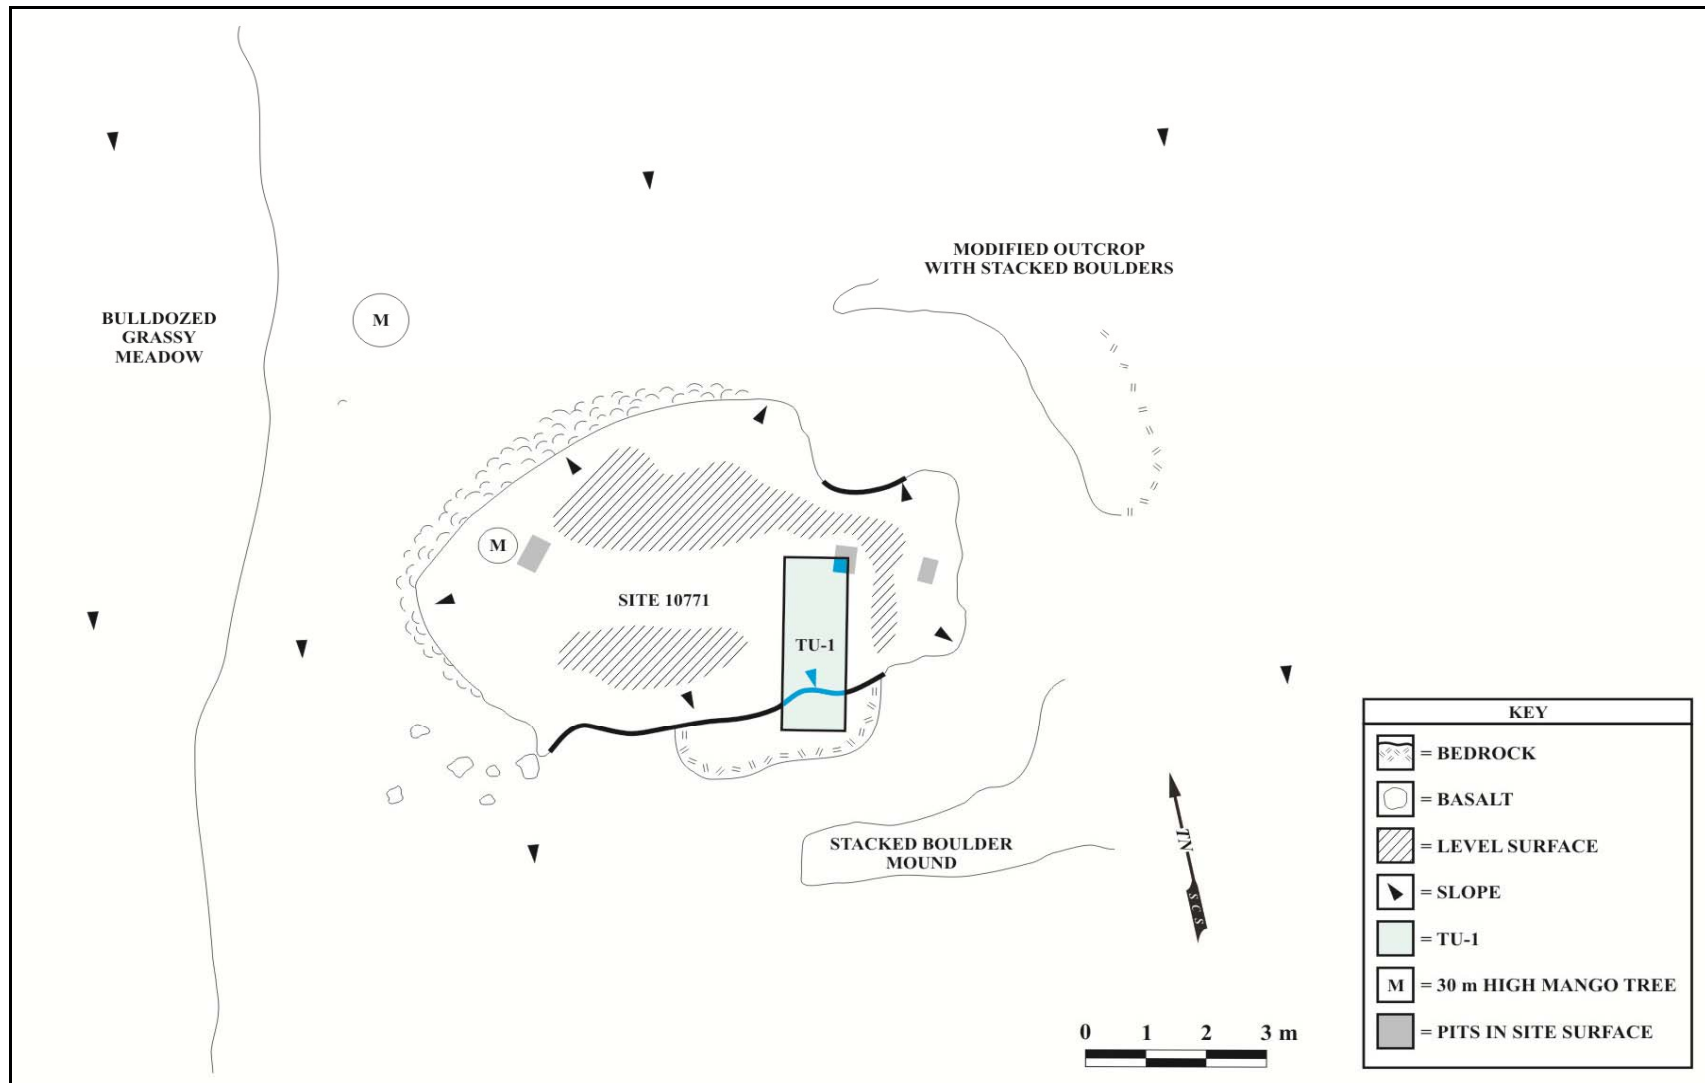 MODIFIED OUTCROP
WITH STACKED BOULDERS
BULLDOZED
GRASSY
MEADOW
M
M
SITE 10771
TU-1
STACKED BOULDER
MOUND
TN
SCS
0 1 2 3 m
KEY
= BEDROCK
= BASALT
= LEVEL SURFACE
= SLOPE
= TU-1
M = 30 m HIGH MANGO TREE
= PITS IN SITE SURFACE